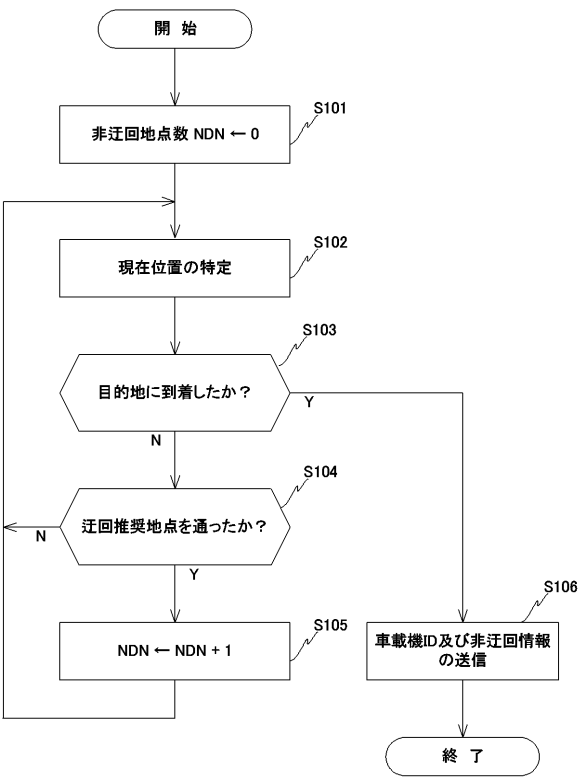 開 始
S101
非迂回地点数 NDN ← 0
S102
現在位置の特定
S103
目的地に到着したか？
Y
N
S104
迂回推奨地点を通ったか？
N
Y
S105
NDN ← NDN + 1
S106
車載機ID及び非迂回情報
の送信
終 了